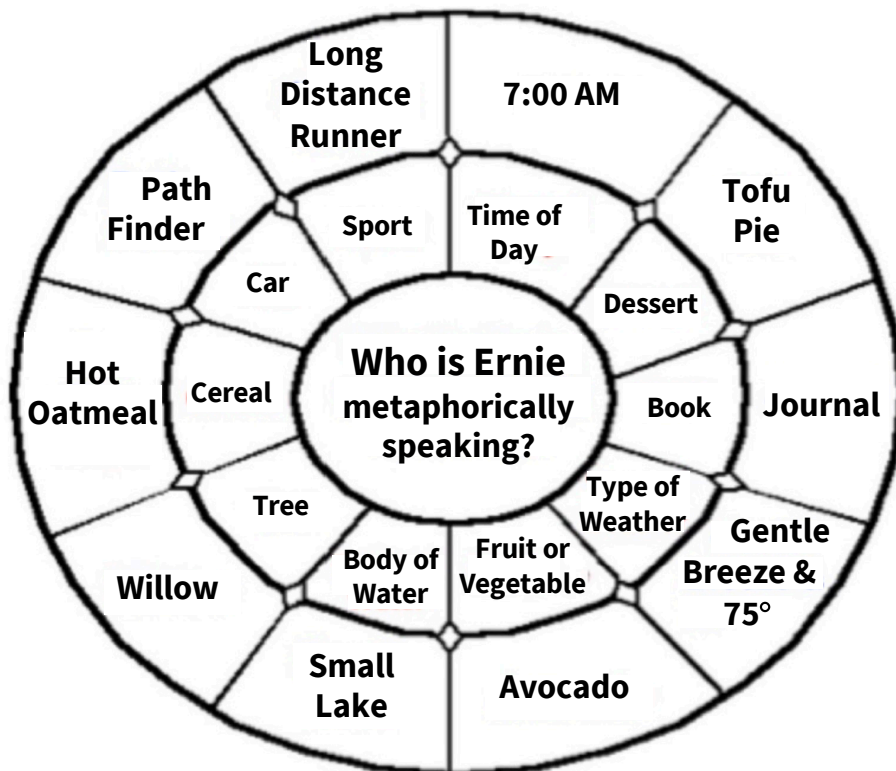 Who is Ernie
metaphorically
speaking?
Time of
Day
7:00 AM
Dessert
Tofu
Pie
Book
Journal
Type of
Weather
Gentle
Breeze &
75°
Fruit or
Vegetable
Avocado
Body of
Water
Small
Lake
Tree
Willow
Cereal
Hot
Oatmeal
Car
Path
Finder
Sport
Long
Distance
Runner